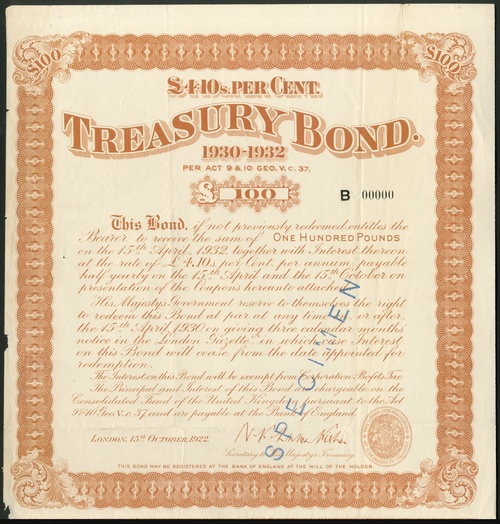 £100
£100
£4.10s. PER CENT.
TREASURY BOND.
1930-1932
PER ACT 9 & 10 GEO. V. c. 37.
£ 100
B 00000
This Bond, if not previously redeemed, entitles the
Bearer to receive the sum of ONE HUNDRED POUNDS
on the 15th April, 1932, together with Interest thereon
at the rate of £4.10s. per Cent. per annum, payable
half yearly on the 15th April and the 15th October on
presentation of the Coupons hereunto attached.
His Majesty's Government reserve to themselves the right
to redeem this Bond at par at any time on or after
the 15th April, 1930, on giving three calendar months
notice in the London Gazette, in which case Interest
on this Bond will cease from the date appointed for
redemption.
The Interest on this Bond will be exempt from Corporation Profits Tax.
The Principal and Interest of this Bond are chargeable on the
Consolidated Fund of the United Kingdom pursuant to the Act
9 & 10 Geo. V. c. 37, and are payable at the Bank of England.
LONDON, 15th OCTOBER, 1922.
Secretary to His Majesty's Treasury.
THIS BOND MAY BE REGISTERED AT THE BANK OF ENGLAND AT THE WILL OF THE HOLDER.
SPECIMEN